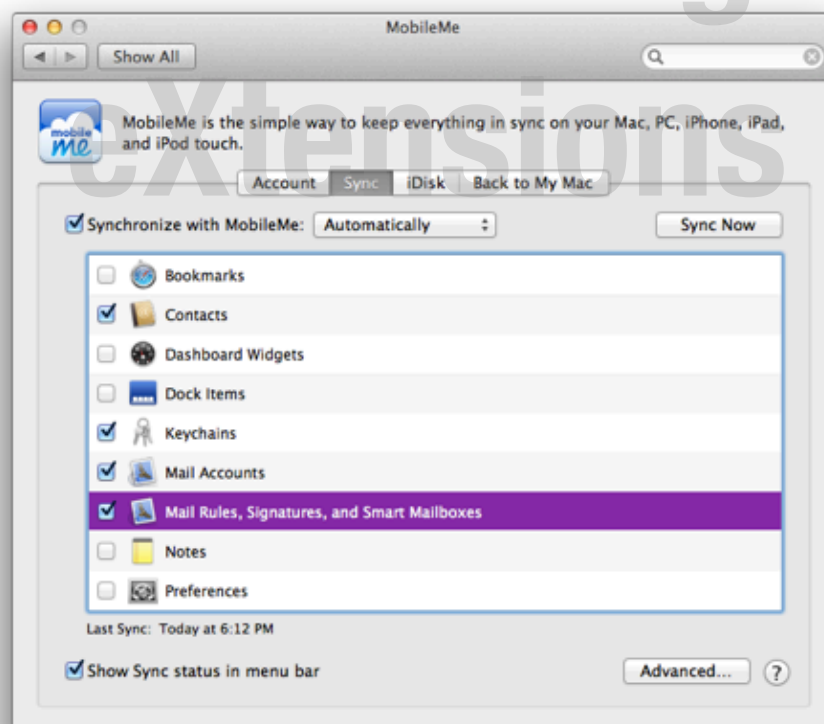 MobileMe
Show All
eXtensions
mobile
me
MobileMe is the simple way to keep everything in sync on your Mac, PC, iPhone, iPad,
and iPod touch.
Account Sync iDisk Back to My Mac
Synchronize with MobileMe: Automatically Sync Now
Bookmarks
Contacts
Dashboard Widgets
Dock Items
Keychains
Mail Accounts
Mail Rules, Signatures, and Smart Mailboxes
Notes
Preferences
Last Sync: Today at 6:12 PM
Show Sync status in menu bar Advanced... ?